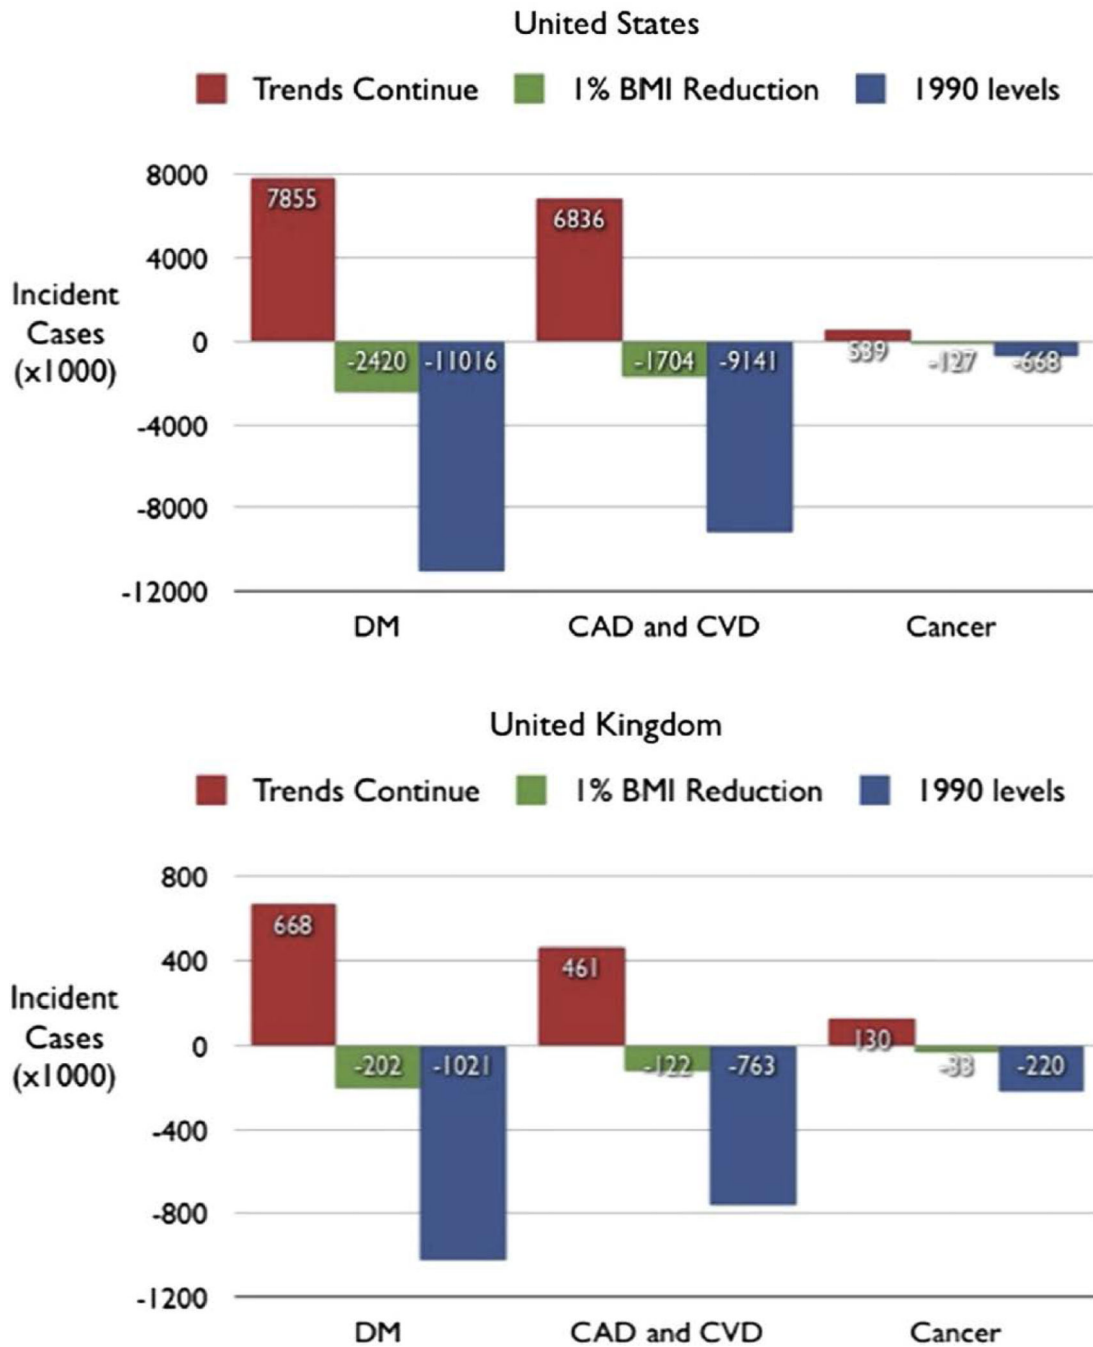 United States
Trends Continue 1% BMI Reduction 1990 levels
8000
4000
0
-4000
-8000
-12000
Incident
Cases
(x1000)
7855 -2420 -11016
6836 -1704 -9141
539 -127 -668
DM CAD and CVD Cancer
United Kingdom
Trends Continue 1% BMI Reduction 1990 levels
800
400
0
-400
-800
-1200
Incident
Cases
(x1000)
668 -202 -1021
461 -122 -763
130 -33 -220
DM CAD and CVD Cancer